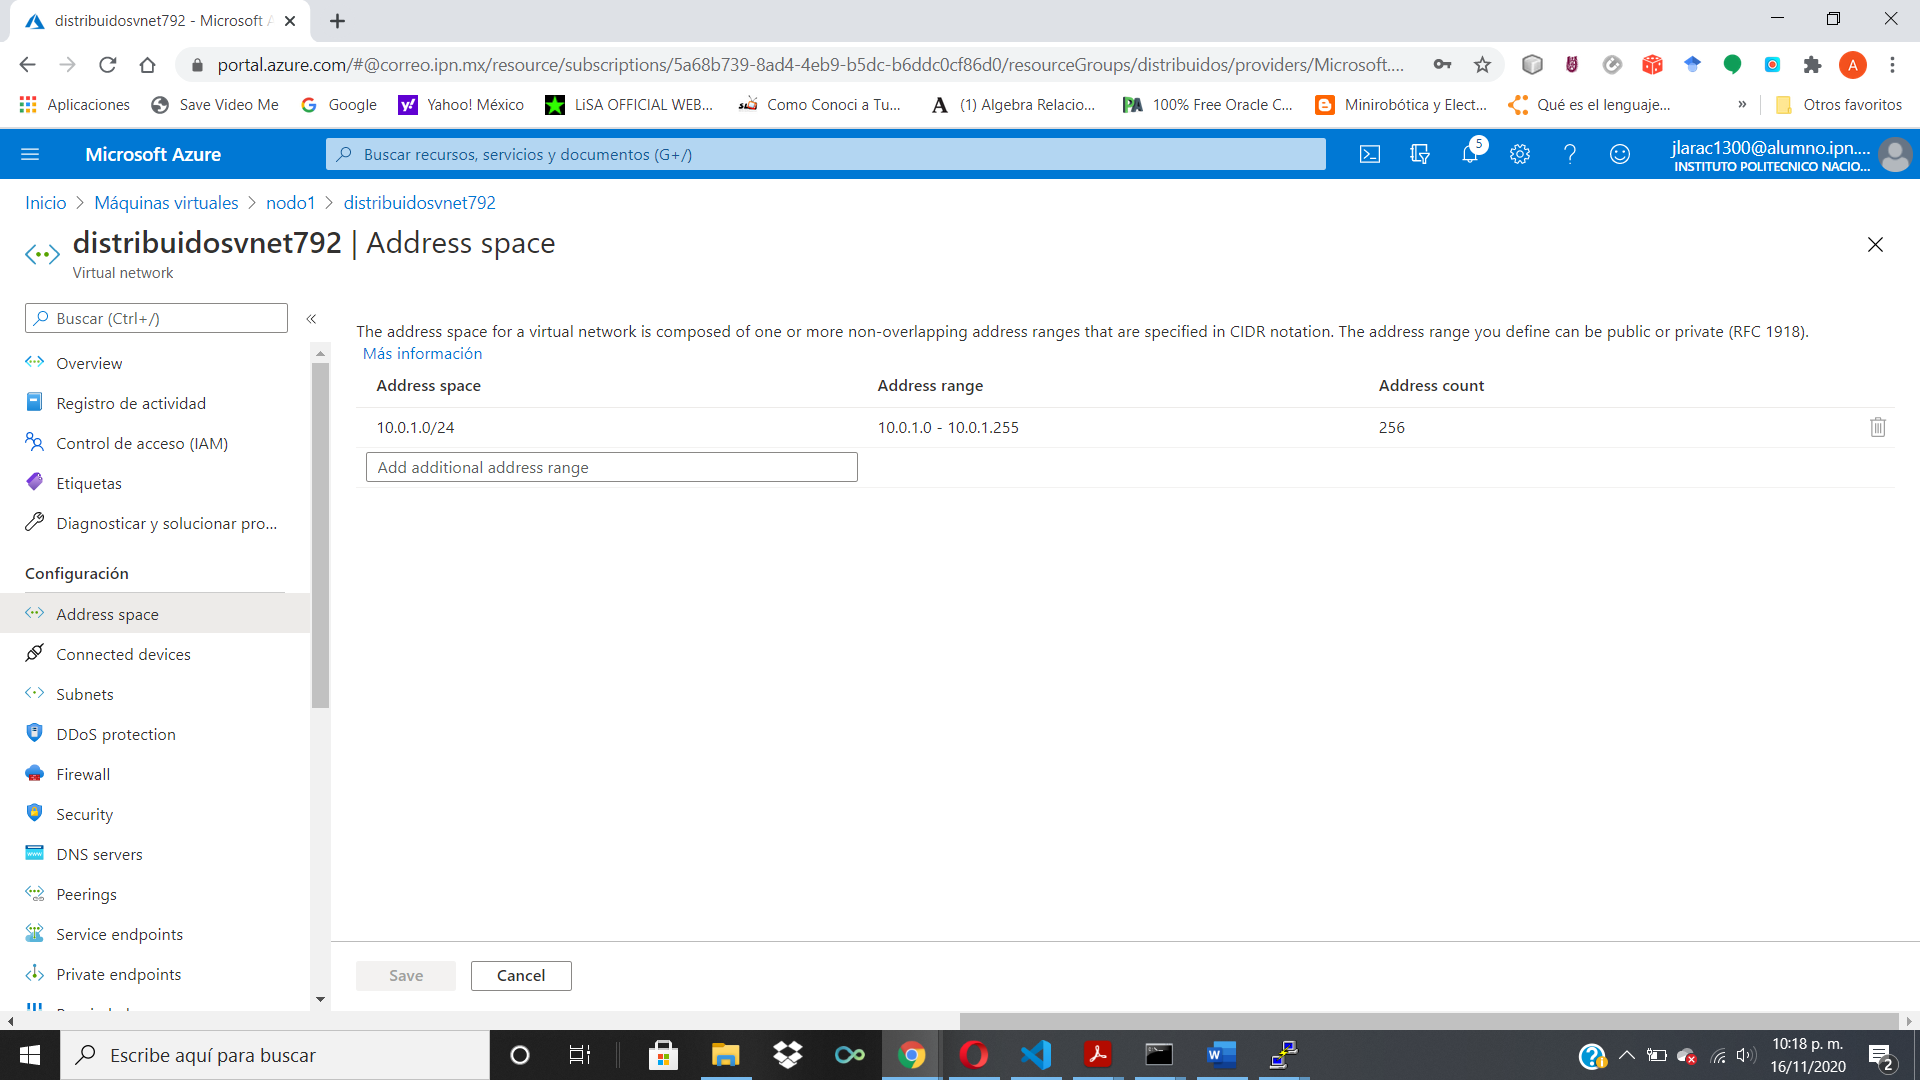 distribuidosvnet792 - Microsoft A
portal.azure.com/#@correo.ipn.mx/resource/subscriptions/5a68b739-8ad4-4eb9-b5dc-b6ddc0cf86d0/resourceGroups/distribuidos/providers/Microsoft....
A
Aplicaciones
Save Video Me
Google
Yahoo! México
LiSA OFFICIAL WEB...
Como Conoci a Tu...
(1) Algebra Relacio...
100% Free Oracle C...
Minirobótica y Elect...
Qué es el lenguaje...
»
Otros favoritos
Microsoft Azure
Buscar recursos, servicios y documentos (G+/)
5
jlarac1300@alumno.ipn....
INSTITUTO POLITECNICO NACIO...
Inicio > Máquinas virtuales > nodo1 > distribuidosvnet792
distribuidosvnet792 | Address space
Virtual network
Buscar (Ctrl+/)
«
Overview
Registro de actividad
Control de acceso (IAM)
Etiquetas
Diagnosticar y solucionar pro...
Configuración
Address space
Connected devices
Subnets
DDoS protection
Firewall
Security
DNS servers
Peerings
Service endpoints
Private endpoints
The address space for a virtual network is composed of one or more non-overlapping address ranges that are specified in CIDR notation. The address range you define can be public or private (RFC 1918).
Más información
Address space Address range Address count
10.0.1.0/24 10.0.1.0 - 10.0.1.255 256
Add additional address range
Save
Cancel
Escribe aquí para buscar
10:18 p. m.
16/11/2020
2